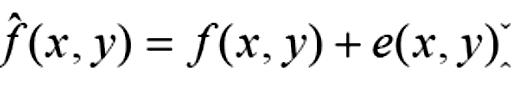 f̂(x, y) = f(x, y) + e(x, y)